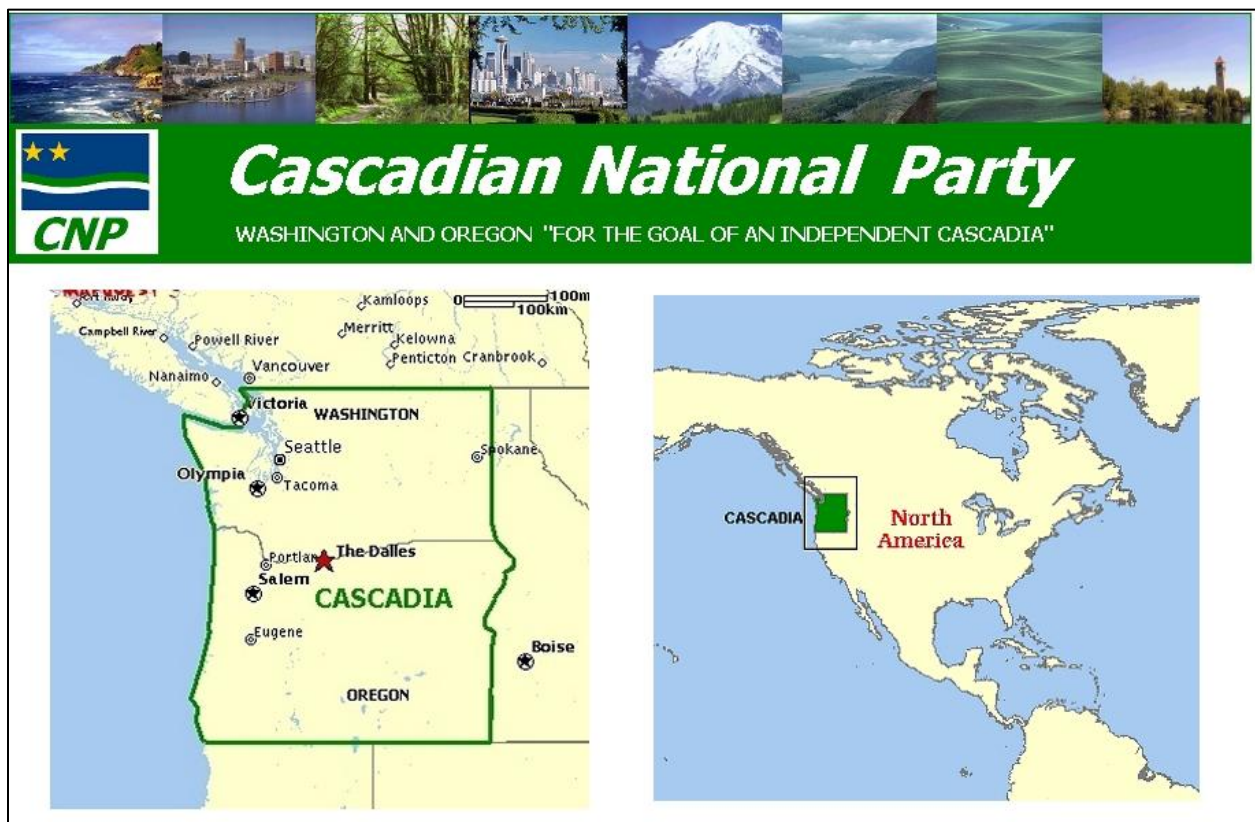 Cascadian National Party
CNP
WASHINGTON AND OREGON "FOR THE GOAL OF AN INDEPENDENT CASCADIA"
Kamloops
0 100m
100km
Campbell River
Powell River
Merritt
Kelowna
Penticton Cranbrook
Vancouver
Nanaimo
Victoria
WASHINGTON
Seattle
Spokane
Olympia
Tacoma
Portlan
The Dalles
Salem
CASCADIA
Eugene
Boise
OREGON
CASCADIA
North
America